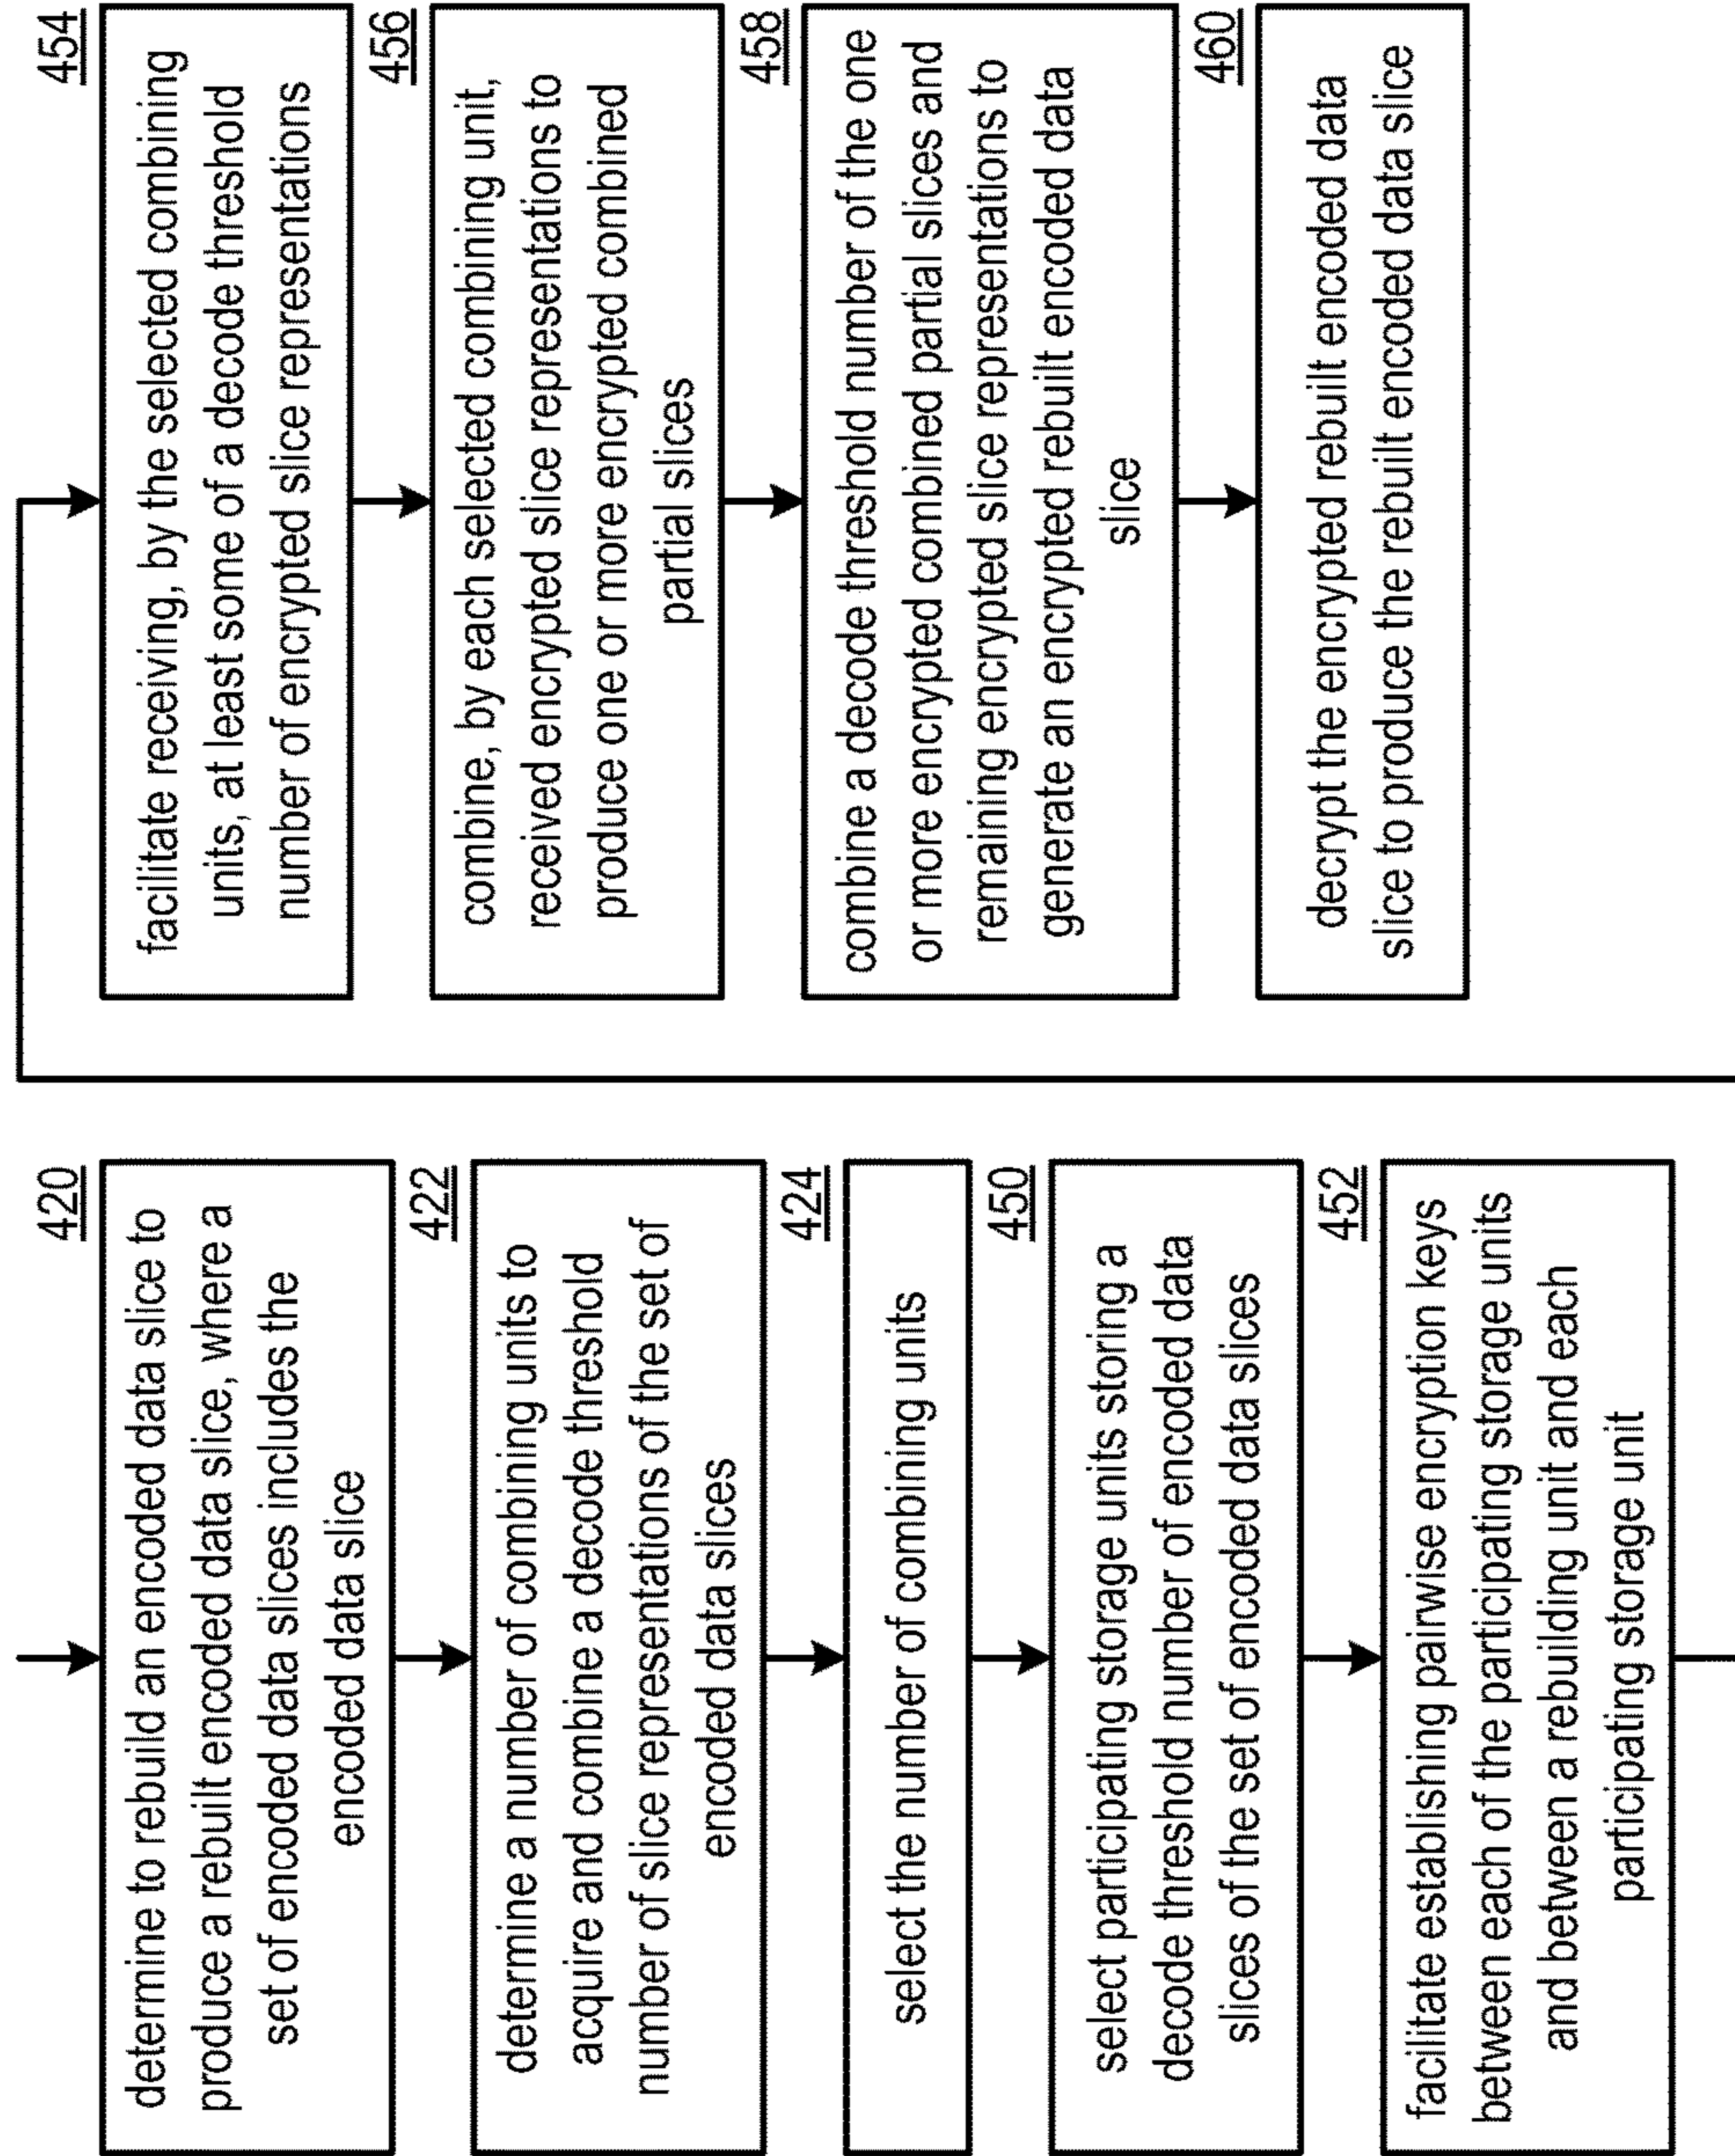 420
determine to rebuild an encoded data slice to
produce a rebuilt encoded data slice, where a
set of encoded data slices includes the
encoded data slice
422
determine a number of combining units to
acquire and combine a decode threshold
number of slice representations of the set of
encoded data slices
424
select the number of combining units
450
select participating storage units storing a
decode threshold number of encoded data
slices of the set of encoded data slices
452
facilitate establishing pairwise encryption keys
between each of the participating storage units
and between a rebuilding unit and each
participating storage unit
454
facilitate receiving, by the selected combining
units, at least some of a decode threshold
number of encrypted slice representations
456
combine, by each selected combining unit,
received encrypted slice representations to
produce one or more encrypted combined
partial slices
458
combine a decode threshold number of the one
or more encrypted combined partial slices and
remaining encrypted slice representations to
generate an encrypted rebuilt encoded data
slice
460
decrypt the encrypted rebuilt encoded data
slice to produce the rebuilt encoded data slice